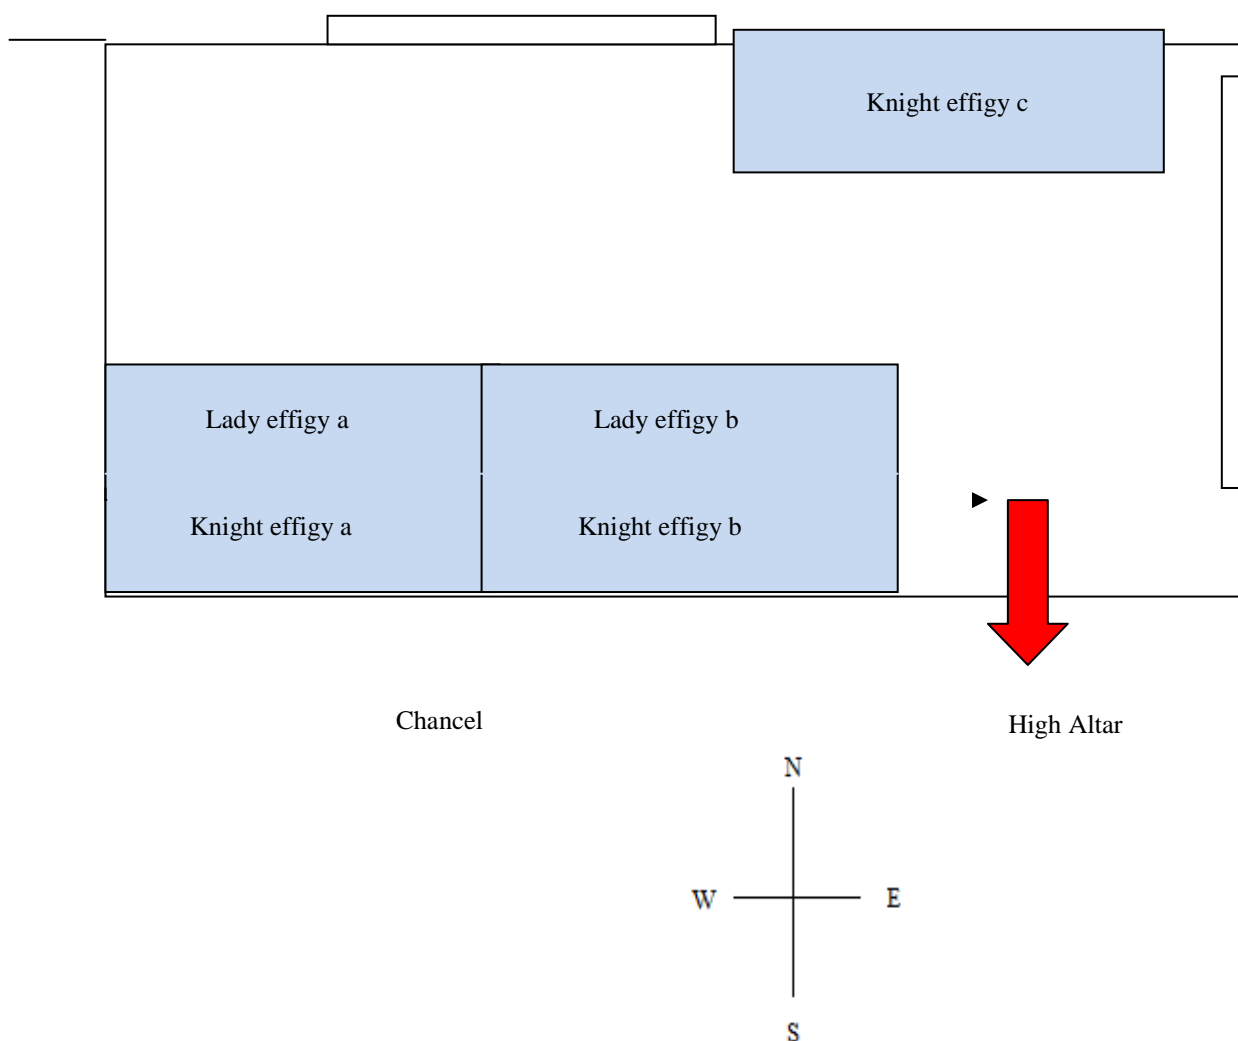 Knight effigy c
Lady effigy a
Lady effigy b
Knight effigy a
Knight effigy b
Chancel
High Altar
N
W
E
S